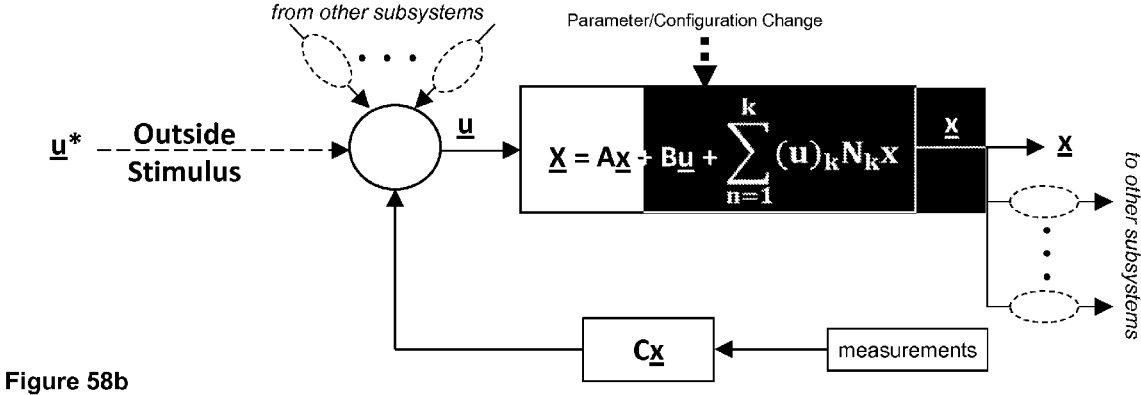 from other subsystems
Parameter/Configuration Change
u* Outside Stimulus
u
X = Ax + Bu + k ∑ n=1 (u)kNkx
x
x
to other subsystems
Cx
measurements
Figure 58b